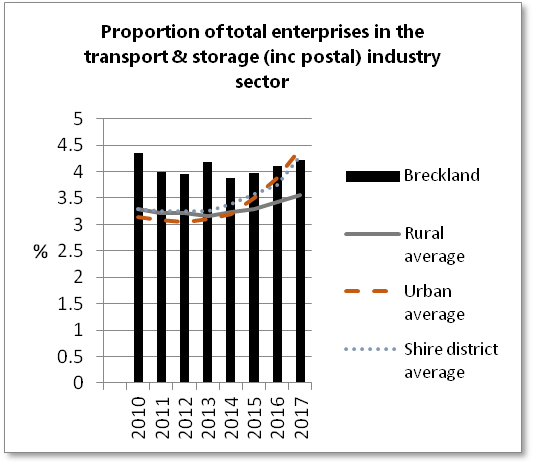 Proportion of total enterprises in the
transport & storage (inc postal) industry
sector
5
4.5
4
3.5
3
2.5
2
1.5
1
0.5
0
%
2010
2011
2012
2013
2014
2015
2016
2017
Breckland
Rural
average
Urban
average
Shire district
average